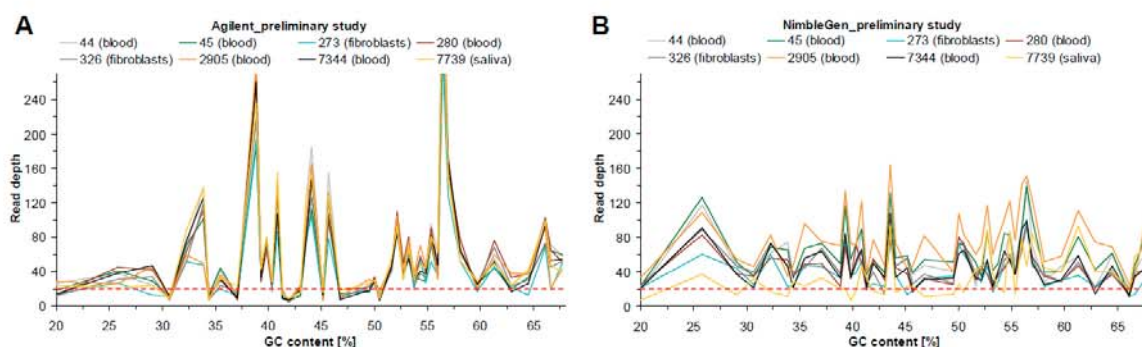 A
Agilent_preliminary study
44 (blood) 45 (blood) 273 (fibroblasts) 280 (blood)
326 (fibroblasts) 2905 (blood) 7344 (blood) 7739 (saliva)
Read depth
240
200
160
120
80
40
0
20 25 30 35 40 45 50 55 60 65
GC content [%]
B
NimbleGen_preliminary study
44 (blood) 45 (blood) 273 (fibroblasts) 280 (blood)
326 (fibroblasts) 2905 (blood) 7344 (blood) 7739 (saliva)
Read depth
240
200
160
120
80
40
0
20 25 30 35 40 45 50 55 60 65
GC content [%]